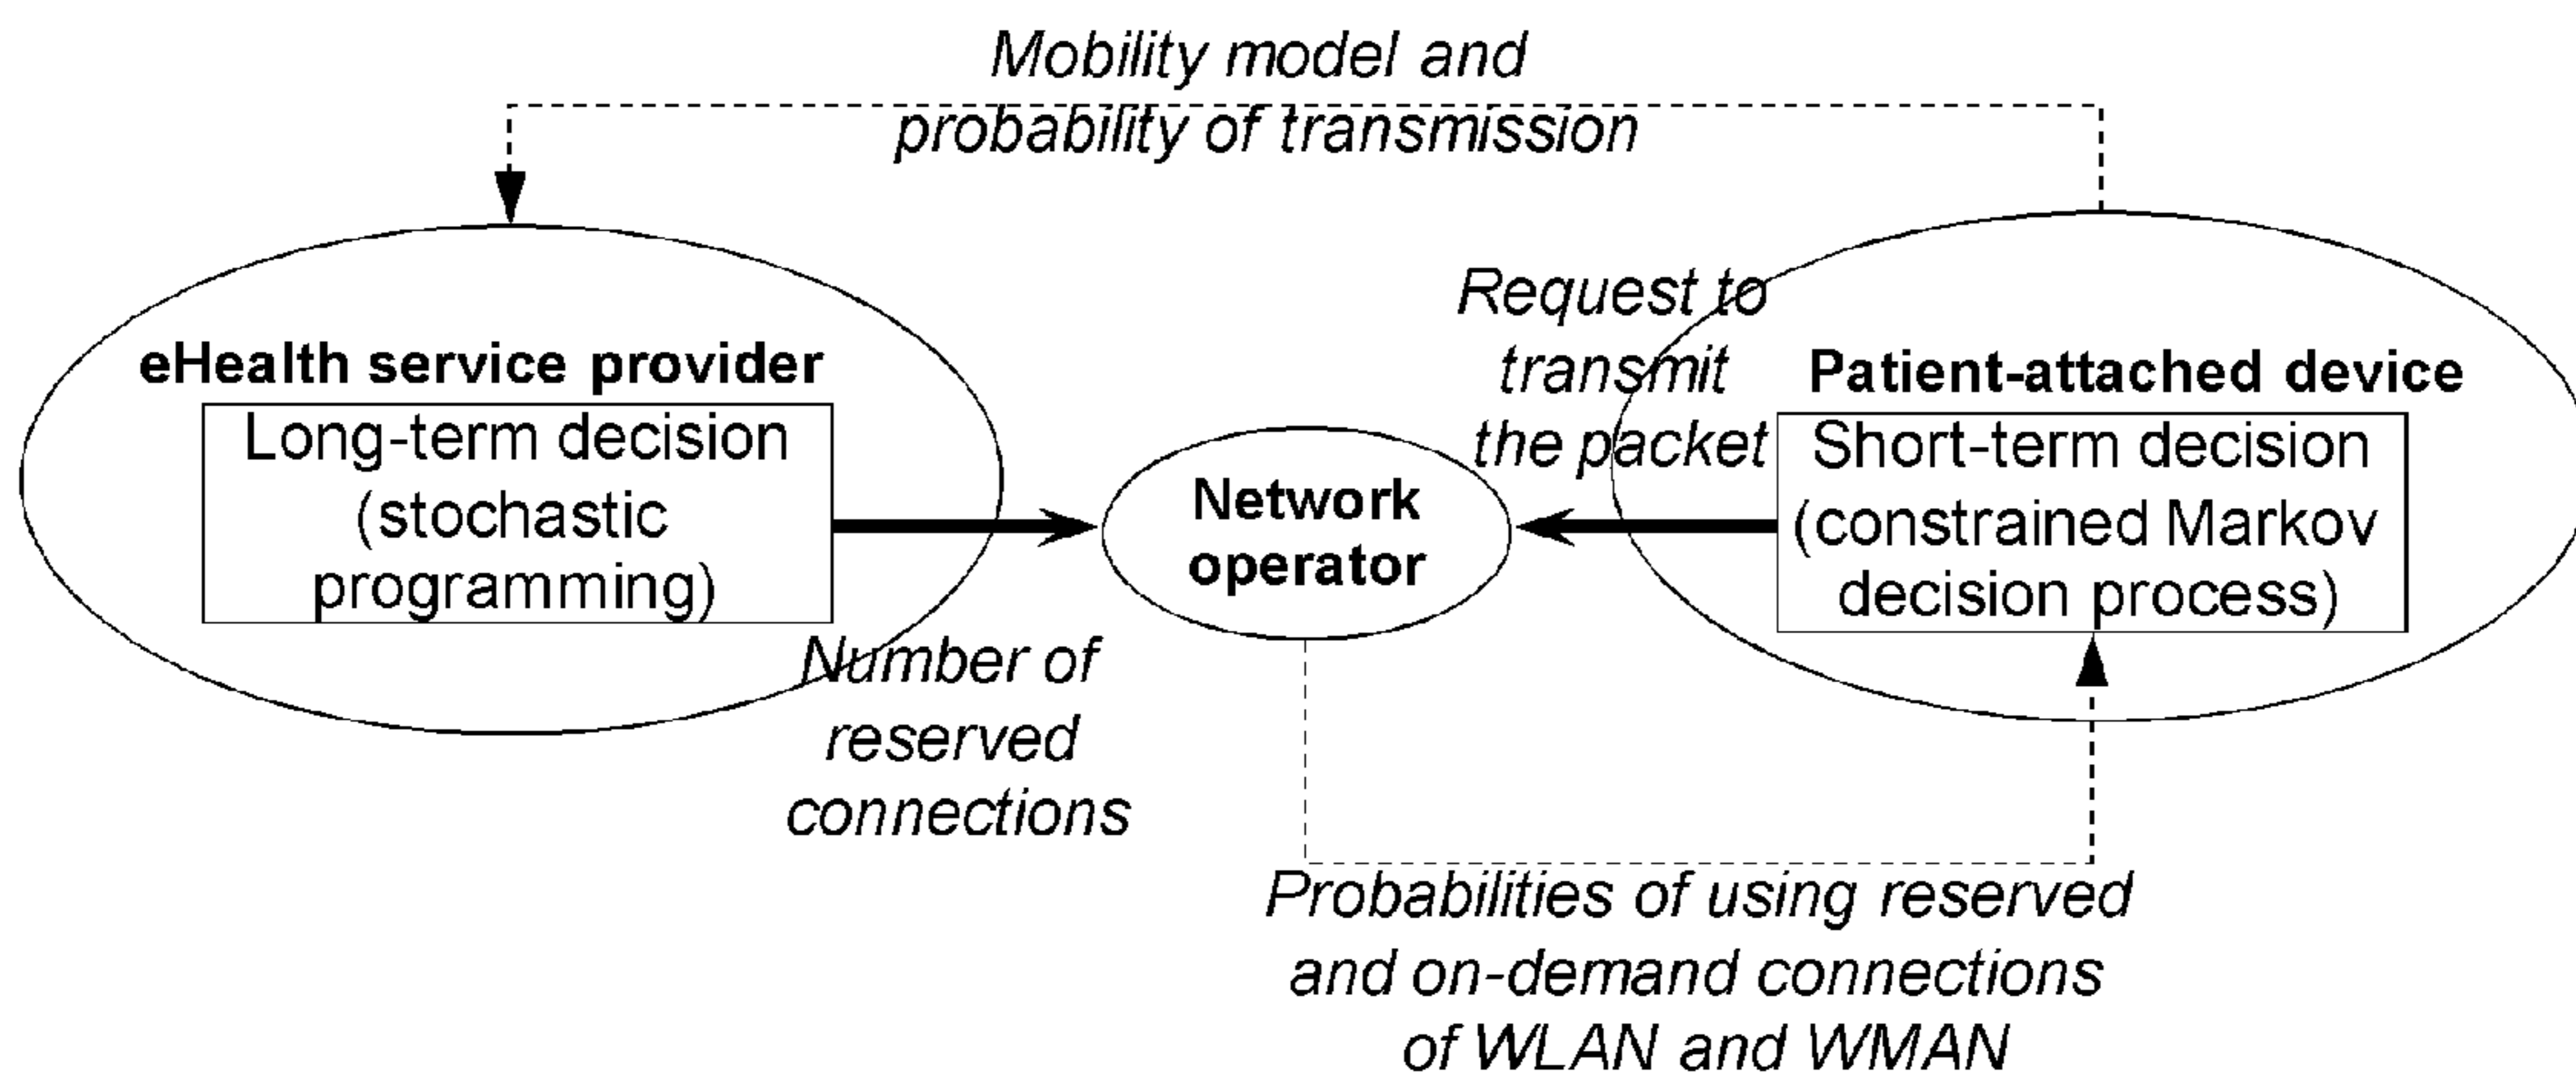 Mobility model and
probability of transmission
eHealth service provider
Long-term decision
(stochastic
programming)
Number of
reserved
connections
Network
operator
Request to
transmit
the packet
Patient-attached device
Short-term decision
(constrained Markov
decision process)
Probabilities of using reserved
and on-demand connections
of WLAN and WMAN